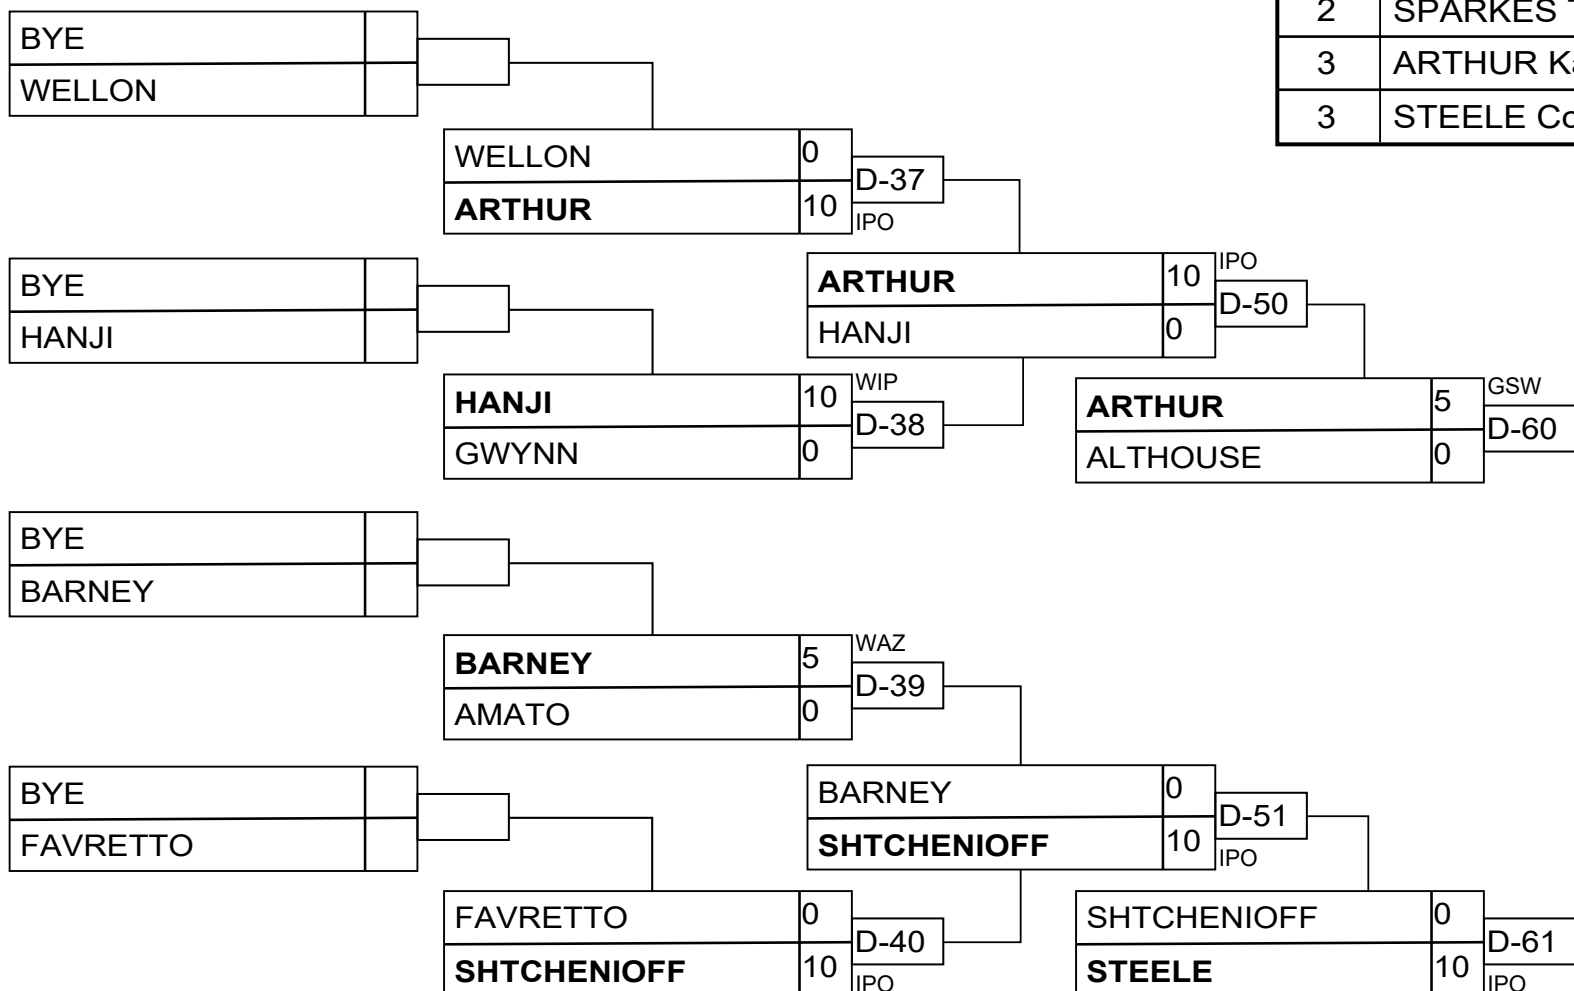 2 SPARKES
3 ARTHUR
3 STEELE
BYE
WELLON
WELLON 0
D-37
ARTHUR 10
IPO
BYE
HANJI
ARTHUR 10
IPO
D-50
HANJI 0
HANJI 10
WIP
D-38
GWYNN 0
ARTHUR 5
GSW
D-60
ALTHOUSE 0
BYE
BARNEY
BARNEY 5
WAZ
D-39
AMATO 0
BYE
FAVRETTO
BARNEY 0
D-51
SHTCHENIOFF 10
IPO
FAVRETTO 0
D-40
SHTCHENIOFF 10
IPO
SHTCHENIOFF 0
D-61
STEELE 10
IPO